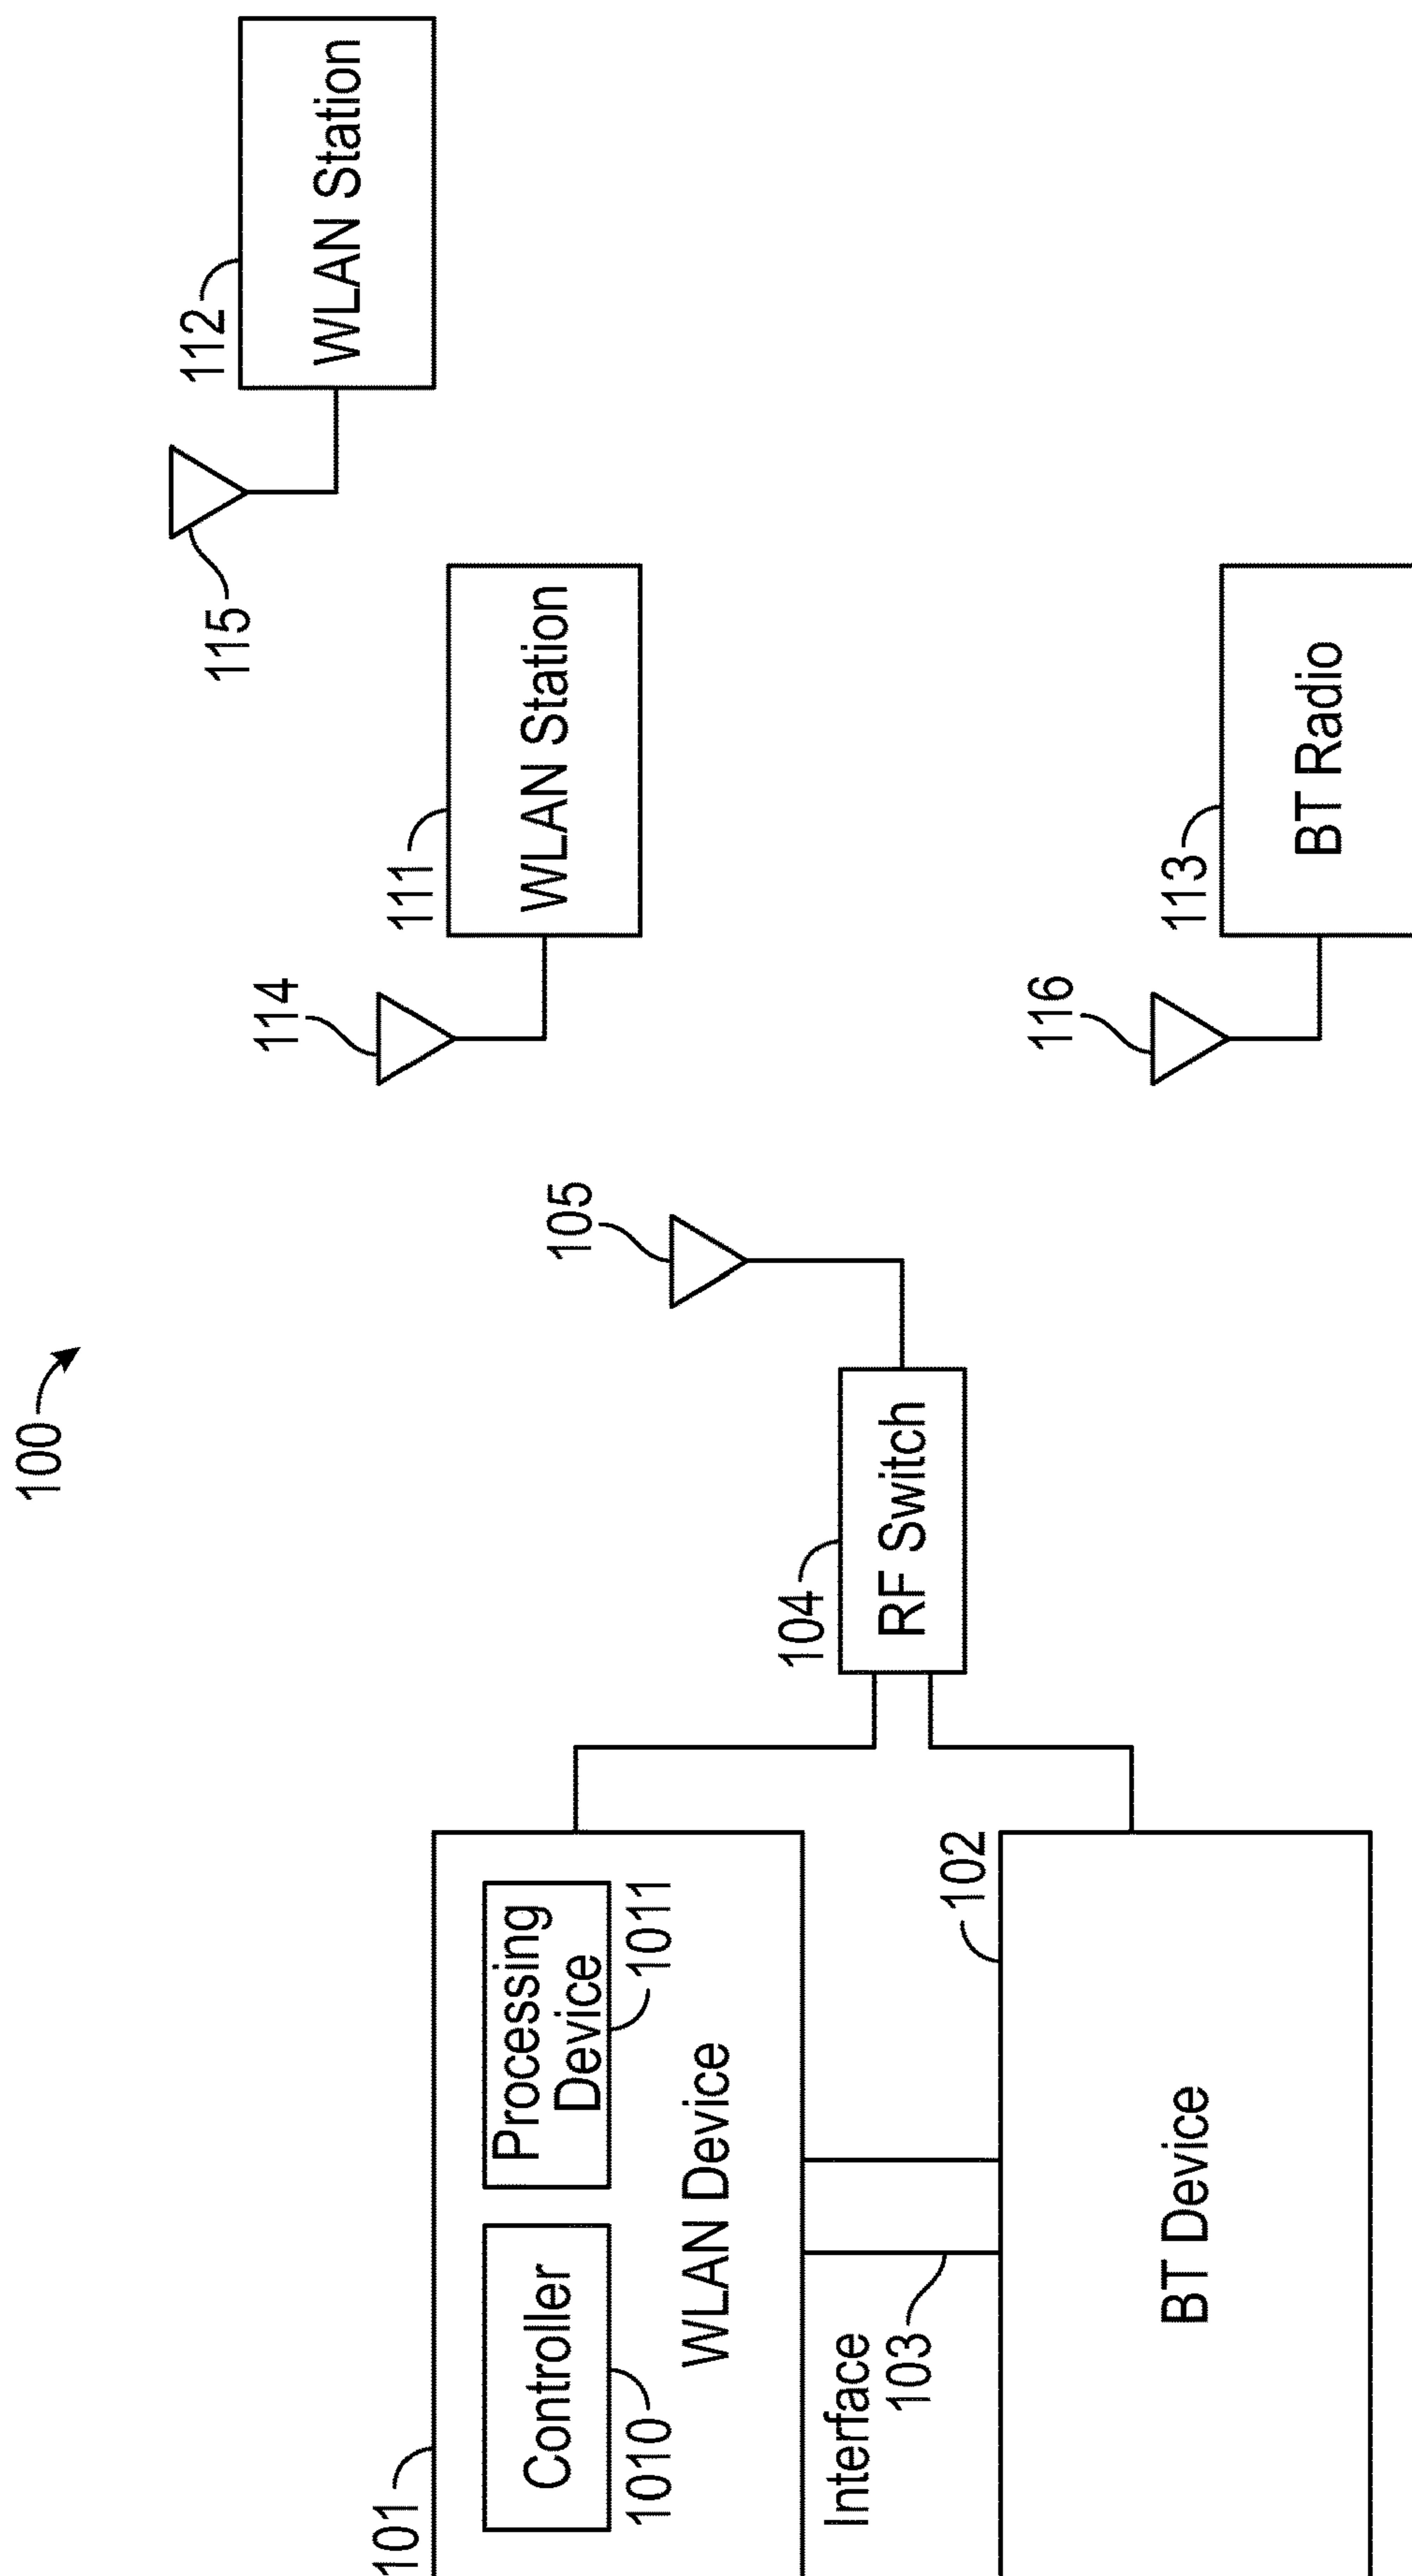 100
101
Controller
1010
Processing
Device
1011
WLAN Device
Interface
103
102
BT Device
104
RF Switch
105
114
111
WLAN Station
115
112
WLAN Station
116
113
BT Radio